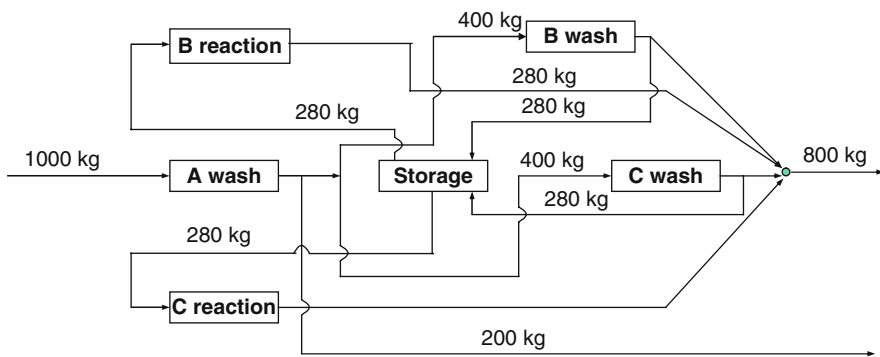 400 kg
B reaction
B wash
280 kg
280 kg
280 kg
1000 kg
400 kg
800 kg
A wash
Storage
C wash
280 kg
280 kg
C reaction
200 kg